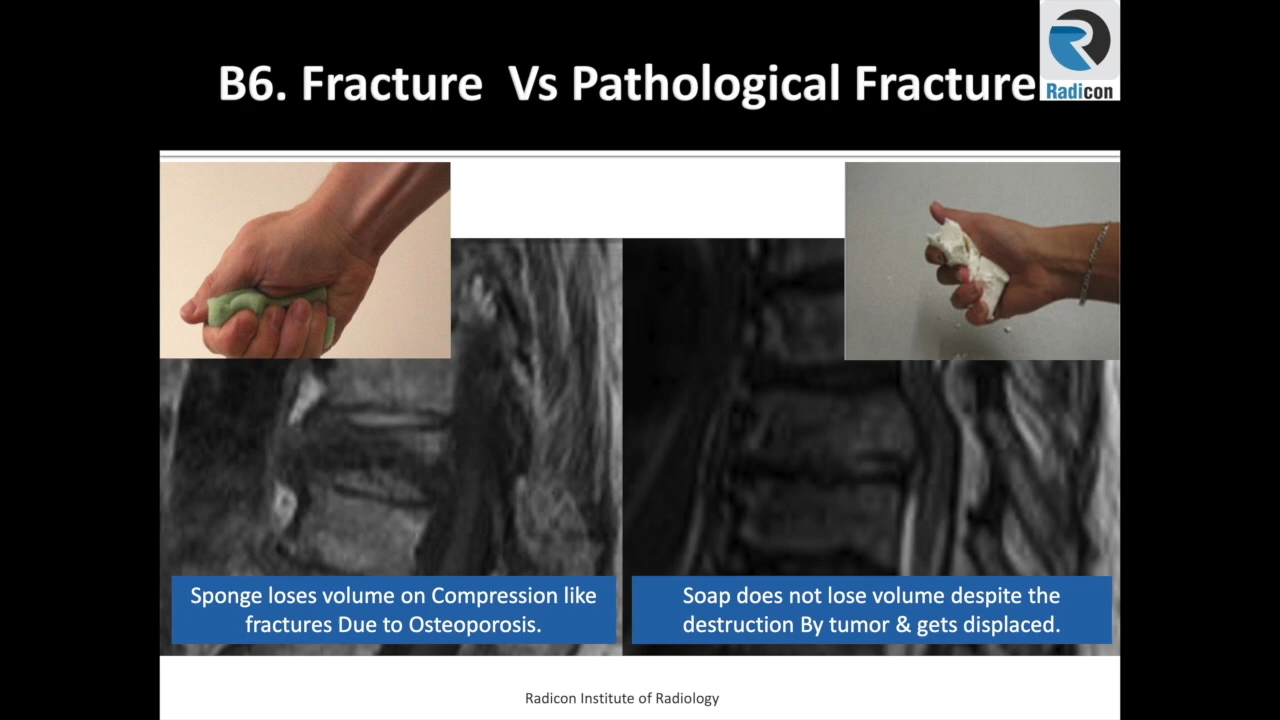 B6. Fracture Vs Pathological Fracture
Radicon
Sponge loses volume on Compression like
fractures Due to Osteoporosis.
Soap does not lose volume despite the
destruction By tumor & gets displaced.
Radicon Institute of Radiology